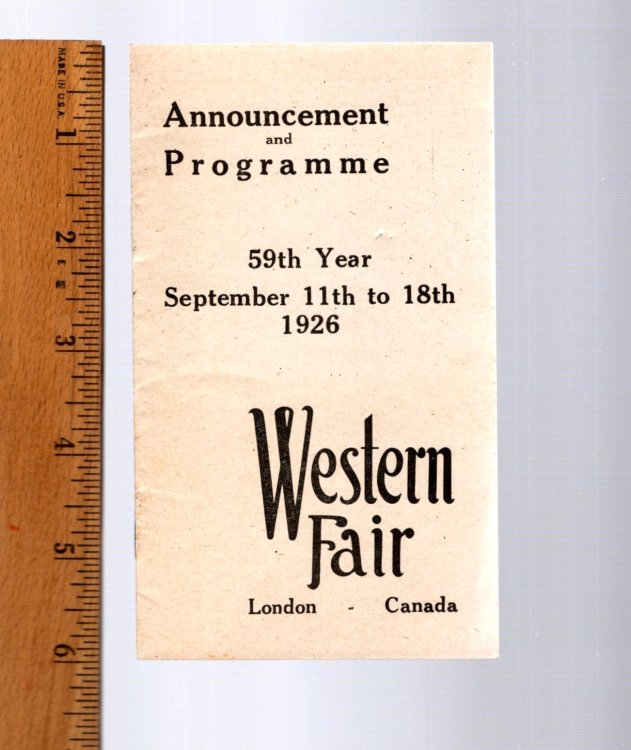 MADE IN U.S.A.
1
2
3
4
5
6
Announcement
and
Programme
59th Year
September 11th to 18th
1926
Western
Fair
London - Canada